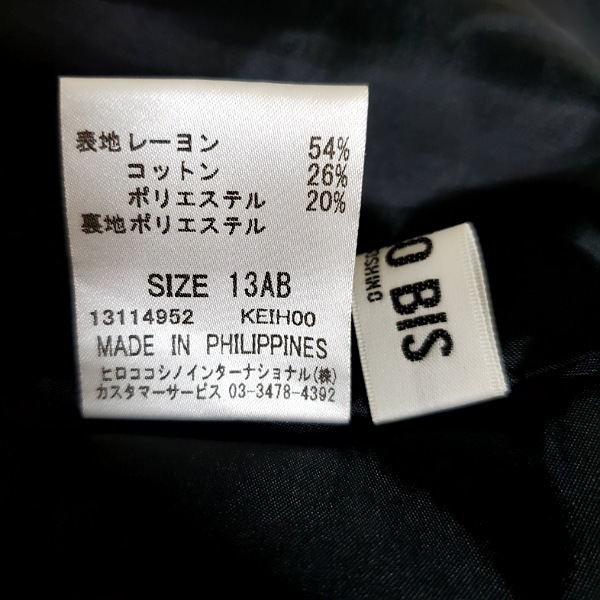 表地レーヨン 54%
コットン 26%
ポリエステル 20%
裏地ポリエステル
SIZE 13AB
13114952 KEIH00
MADE IN PHILIPPINES
ヒロココシノインターナショナル(株)
カスタマーサービス 03-3478-4392
O BIS
OSHINO